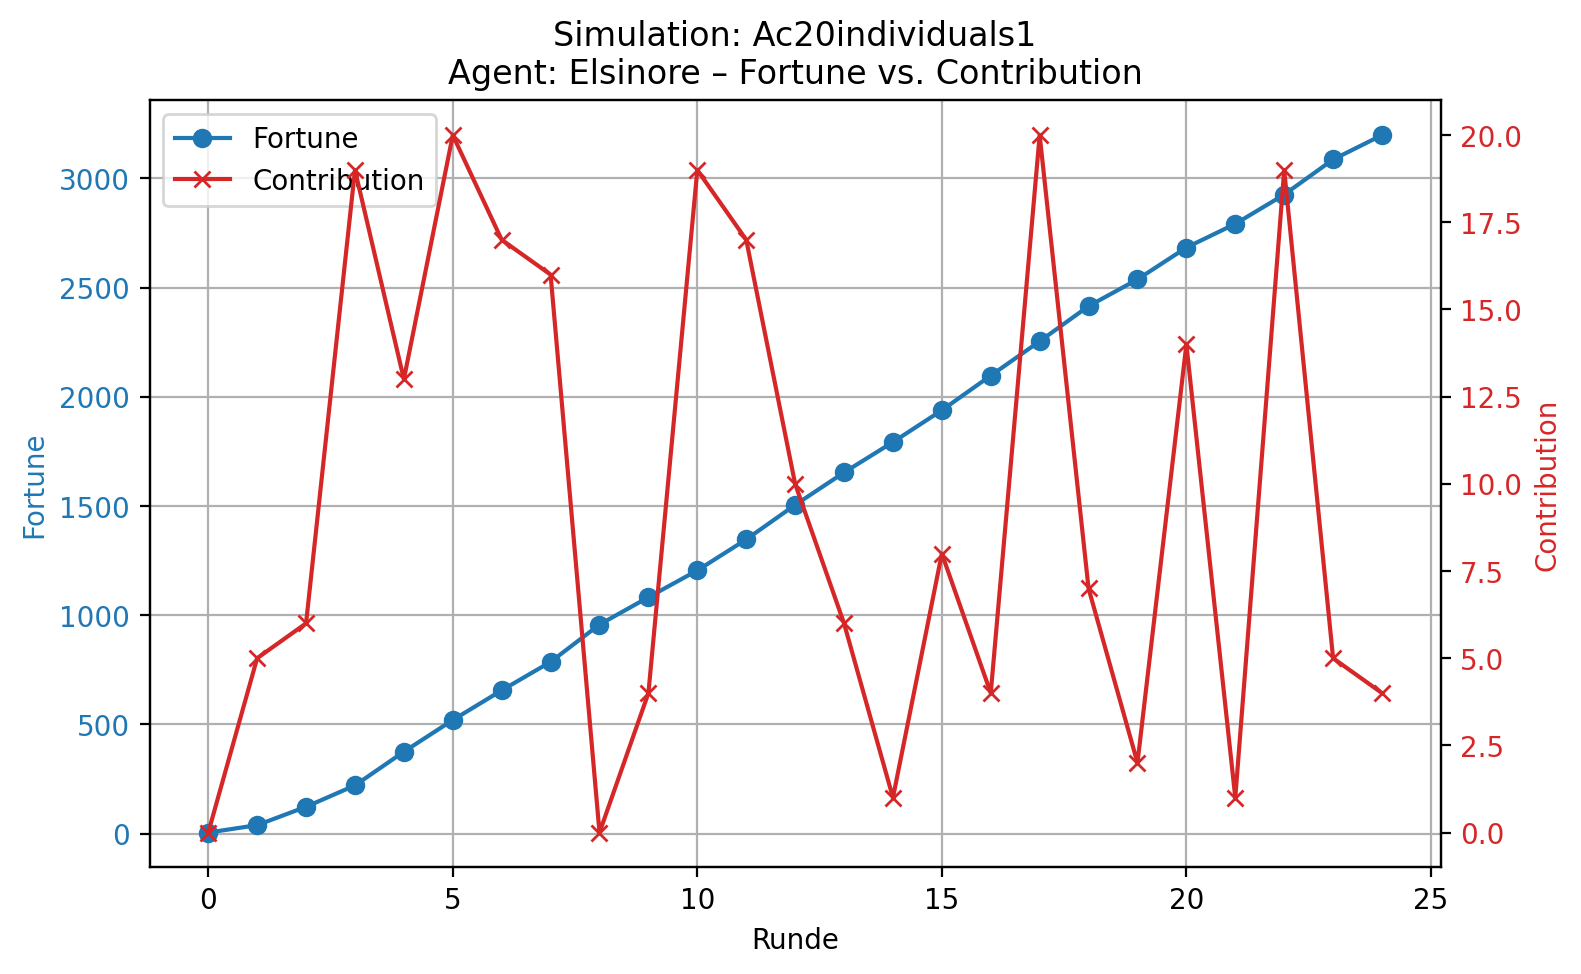 Simulation: Ac20individuals1
Agent: Elsinore – Fortune vs. Contribution
Fortune
Contribution
3000
2500
2000
1500
1000
500
0
Fortune
20.0
17.5
15.0
12.5
10.0
7.5
5.0
2.5
0.0
Contribution
0 5 10 15 20 25
Runde